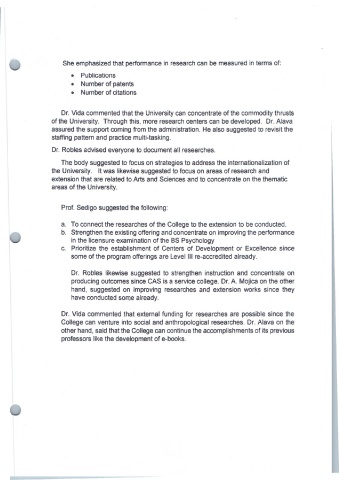 She emphasized that performance in research can be measured in terms of:
• Publications
• Number of patents
• Number of citations
Dr. Vida commented that the University can concentrate of the commodity thrusts
of the University. Through this, more research centers can be developed. Dr. Alava
assured the support coming from the administration. He also suggested to revisit the
staffing pattern and practice multi-tasking.
Dr. Robles advised everyone to document all researches.
The body suggested to focus on strategies to address the internationalization of
the University. It was likewise suggested to focus on areas of research and
extension that are related to Arts and Sciences and to concentrate on the thematic
areas of the University.
Prof. Sedigo suggested the following:
a. To connect the researches of the College to the extension to be conducted.
b. Strengthen the existing offering and concentrate on improving the performance
in the licensure examination of the BS Psychology
c. Prioritize the establishment of Centers of Development or Excellence since
some of the program offerings are Level III re-accredited already.
Dr. Robles likewise suggested to strengthen instruction and concentrate on
producing outcomes since CAS is a service college. Dr. A. Mojica on the other
hand, suggested on improving researches and extension works since they
have conducted some already.
Dr. Vida commented that external funding for researches are possible since the
College can venture into social and anthropological researches. Dr. Alava on the
other hand, said that the College can continue the accomplishments of its previous
professors like the development of e-books.